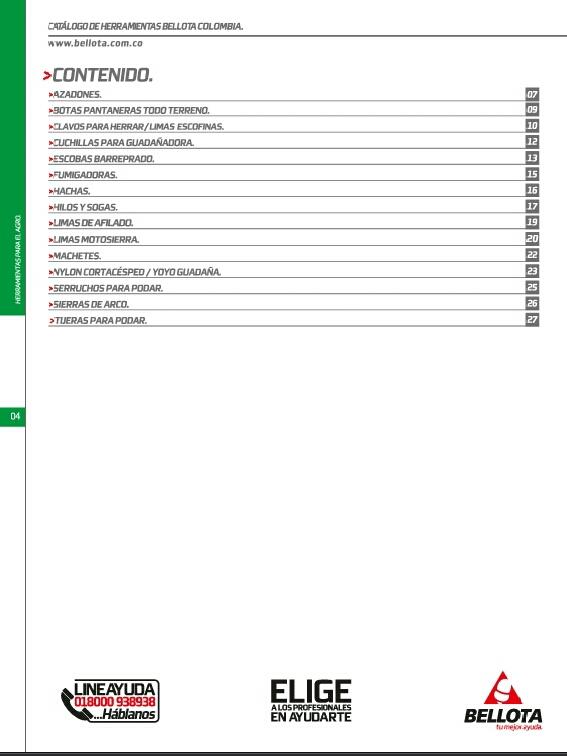 CATÁLOGO DE HERRAMIENTAS BELLOTA COLOMBIA.
www.bellota.com.co
>CONTENIDO.
>AZADONES. 07
>BOTAS PANTANERAS TODO TERRENO. 09
>CLAVOS PARA HERRAR/LIMAS ESCOFINAS. 10
>CUCHILLAS PARA GUADAÑADORA. 12
>ESCOBAS BARREPRADO. 13
>FUMIGADORAS. 15
>HACHAS. 16
>HILOS Y SOGAS. 17
>LIMAS DE AFILADO. 19
>LIMAS MOTOSIERRA. 20
>MACHETES. 22
>NYLON CORTACÉSPED / YOYO GUADAÑA. 23
>SERRUCHOS PARA PODAR. 25
>SIERRAS DE ARCO. 26
>TIJERAS PARA PODAR. 27
HERRAMIENTAS PARA EL AGRO.
04
LINEAYUDA
018000 938938
...Háblanos
ELIGE
A LOS PROFESIONALES
EN AYUDARTE
BELLOTA
tu mejor ayuda.